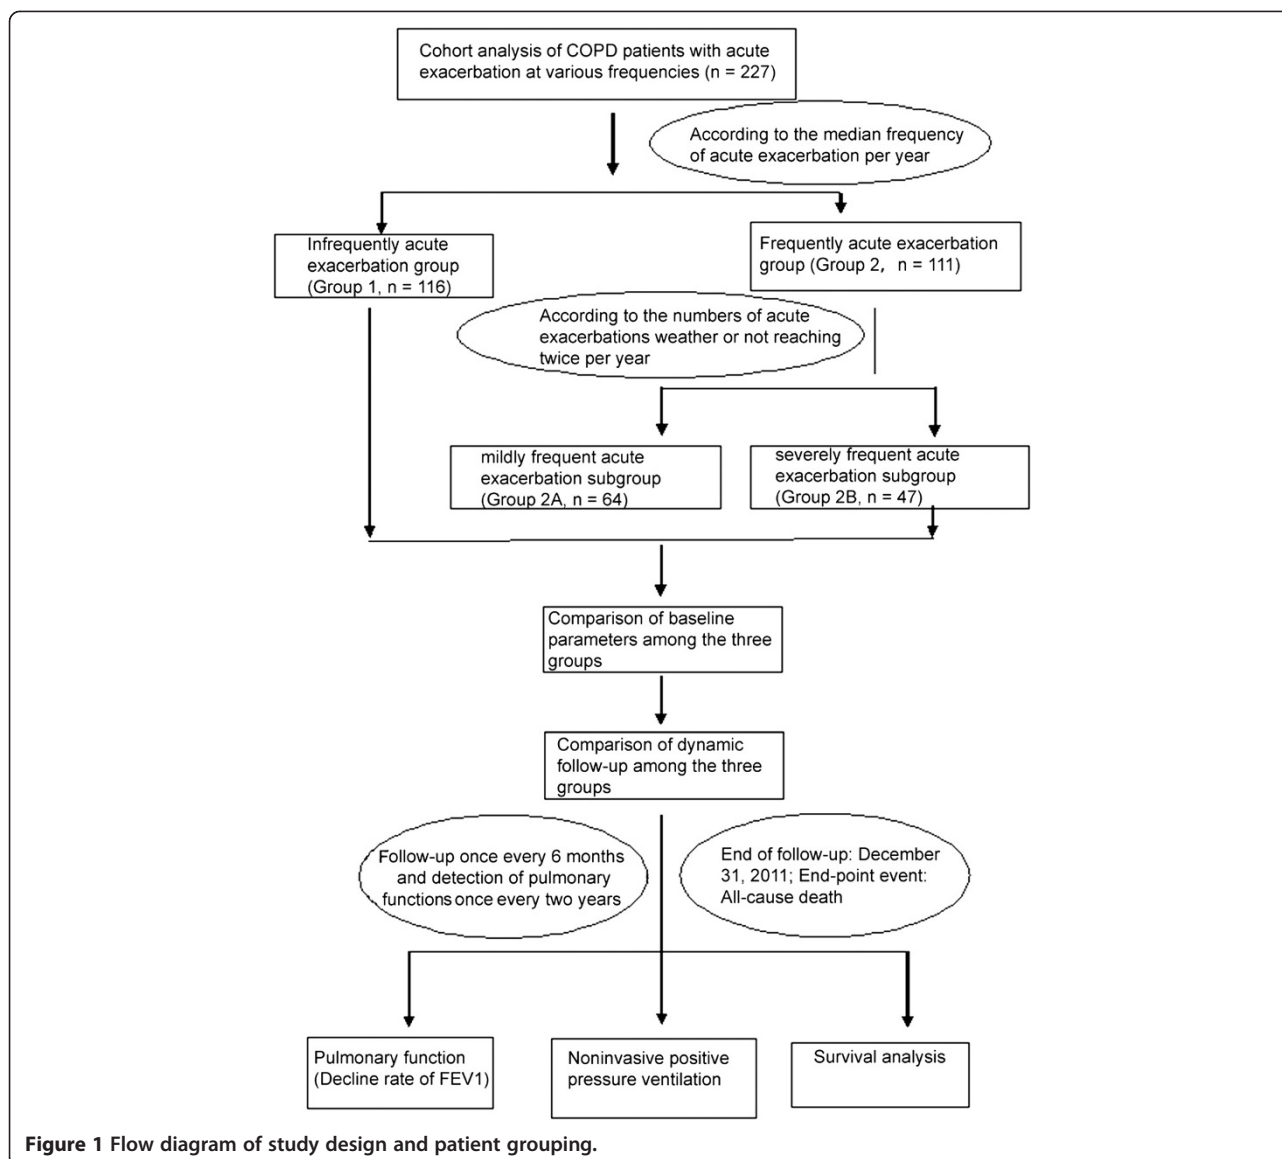 Cohort analysis of COPD patients with acute
exacerbation at various frequencies (n = 227)
According to the median frequency
of acute exacerbation per year
Infrequently acute
exacerbation group
(Group 1, n = 116)
Frequently acute exacerbation
group (Group 2, n = 111)
According to the numbers of acute
exacerbations weather or not reaching
twice per year
mildly frequent acute
exacerbation subgroup
(Group 2A, n = 64)
severely frequent acute
exacerbation subgroup
(Group 2B, n = 47)
Comparison of baseline
parameters among the three
groups
Comparison of dynamic
follow-up among the three
groups
Follow-up once every 6 months
and detection of pulmonary
functions once every two years
End of follow-up: December
31, 2011; End-point event:
All-cause death
Pulmonary function
(Decline rate of FEV1)
Noninvasive positive
pressure ventilation
Survival analysis
Figure 1 Flow diagram of study design and patient grouping.